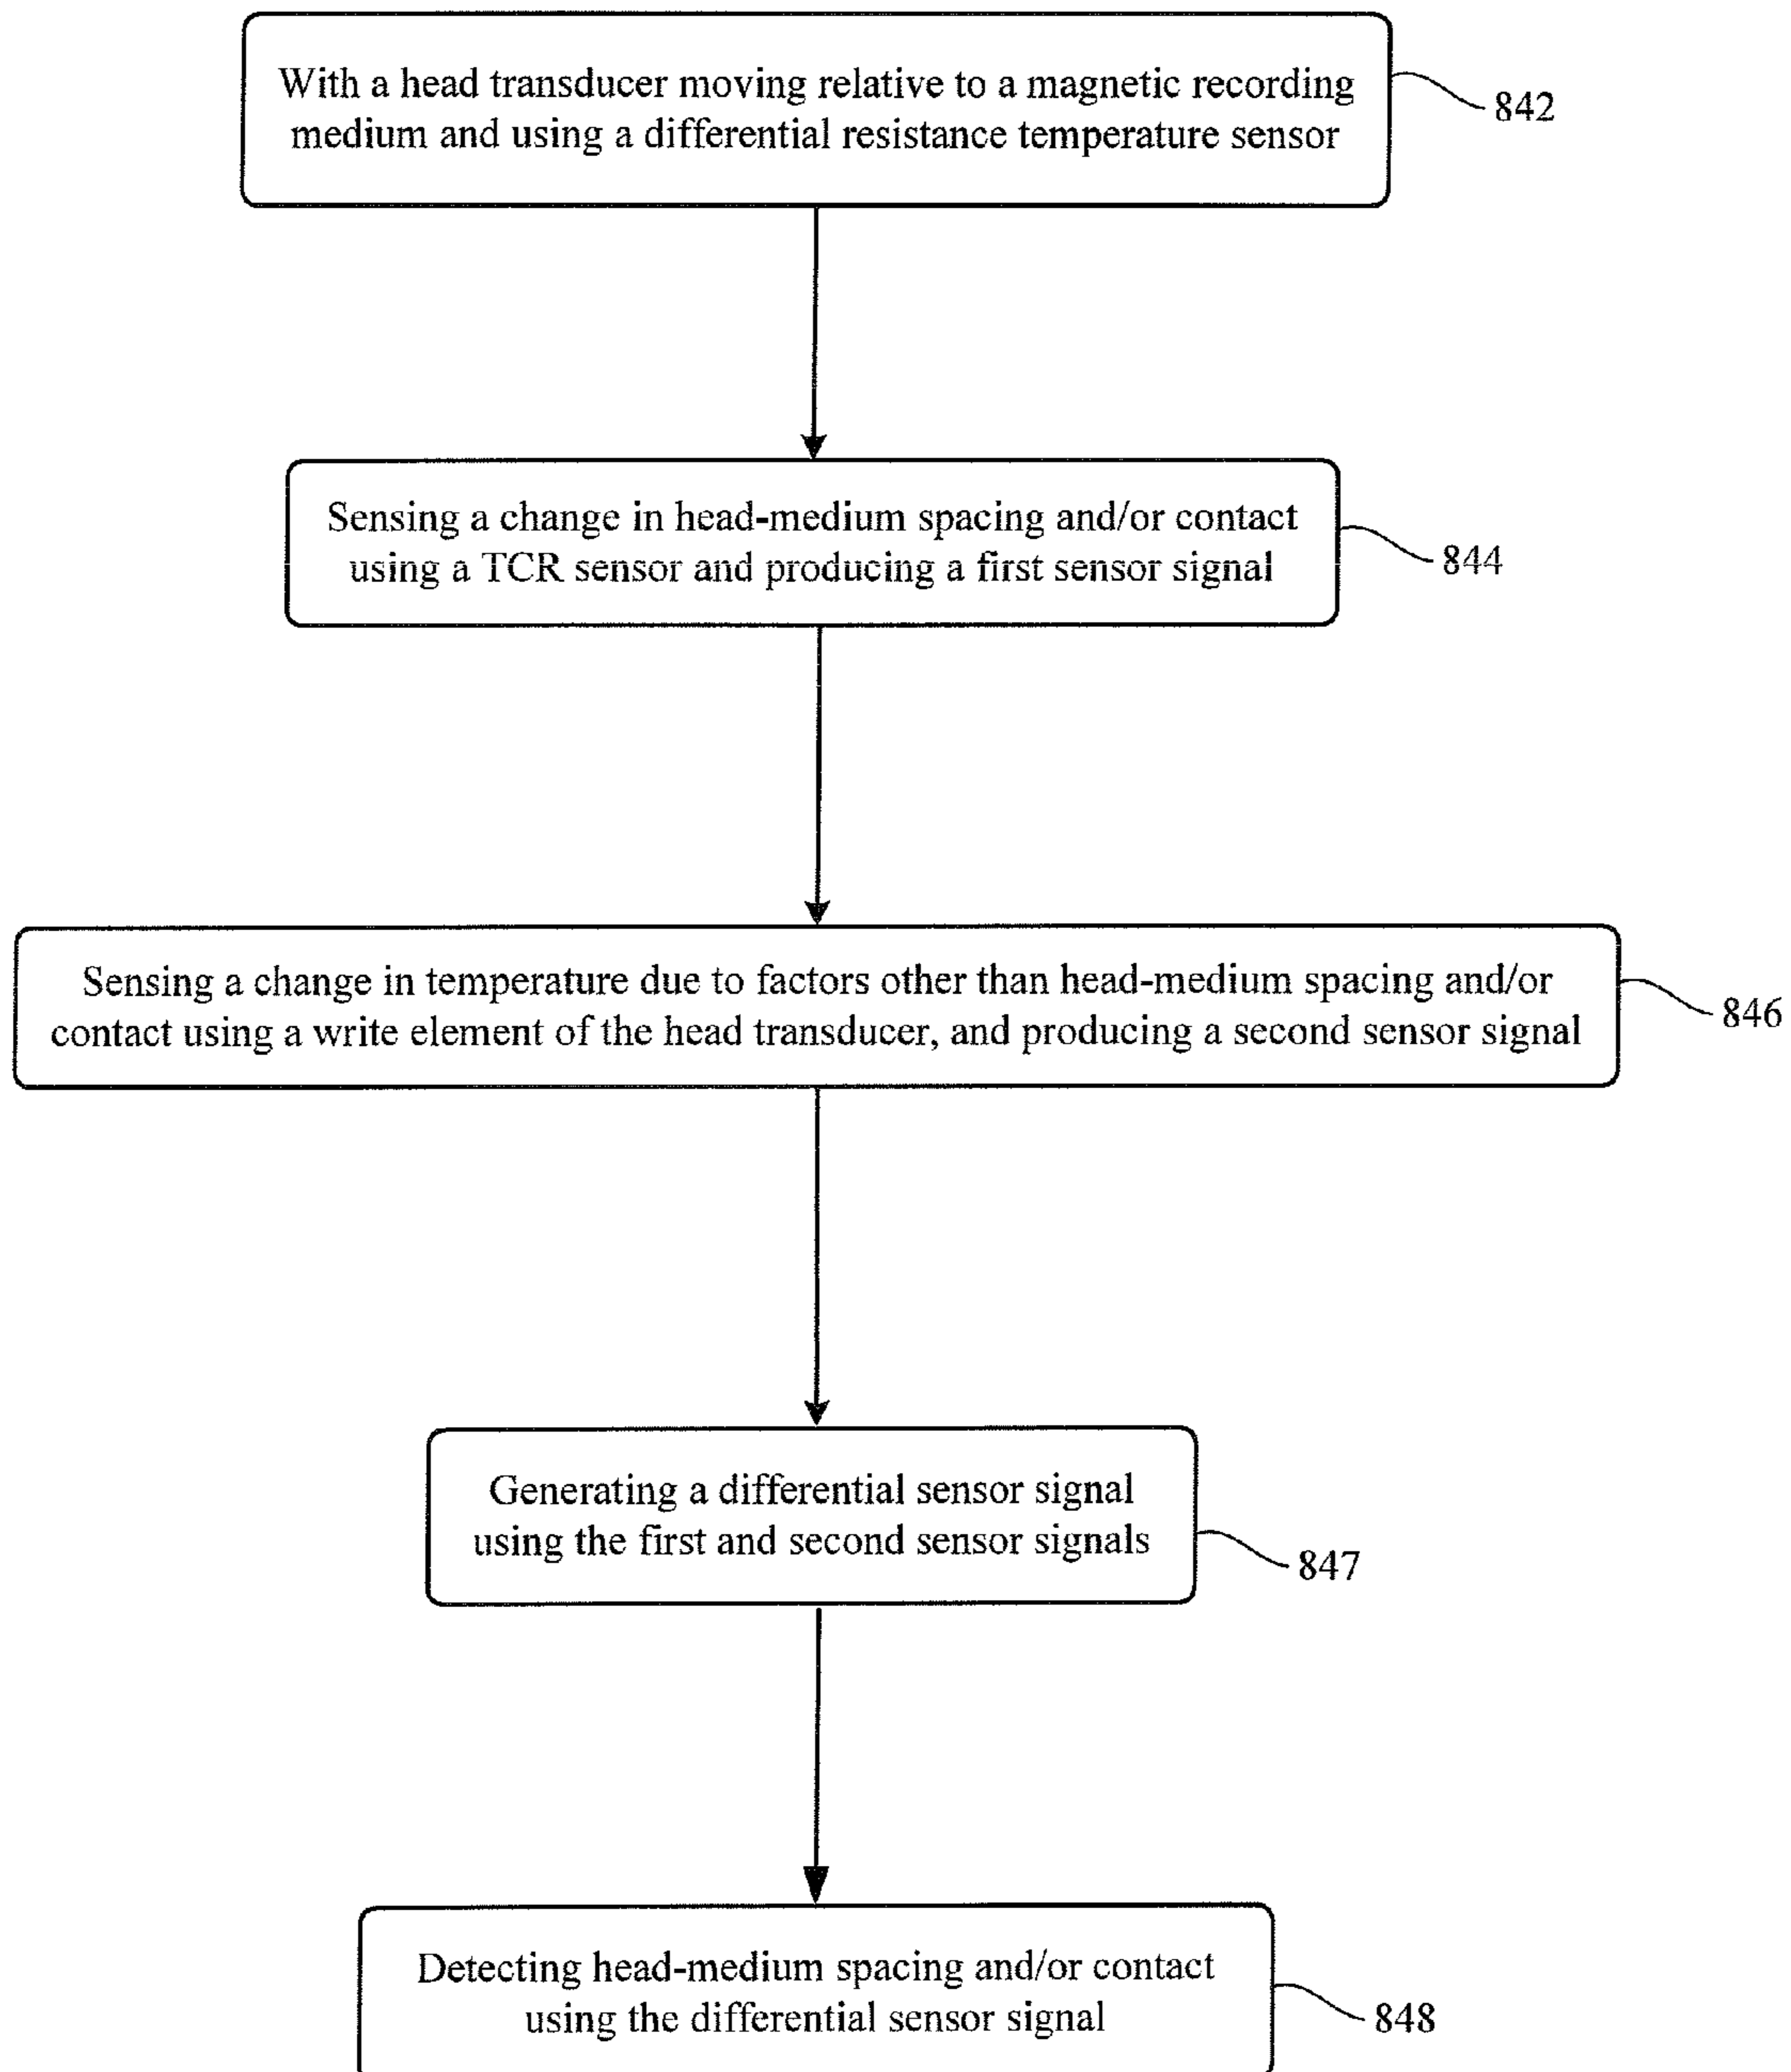 With a head transducer moving relative to a magnetic recording
medium and using a differential resistance temperature sensor
842
Sensing a change in head-medium spacing and/or contact
using a TCR sensor and producing a first sensor signal
844
Sensing a change in temperature due to factors other than head-medium spacing and/or
contact using a write element of the head transducer, and producing a second sensor signal
846
Generating a differential sensor signal
using the first and second sensor signals
847
Detecting head-medium spacing and/or contact
using the differential sensor signal
848